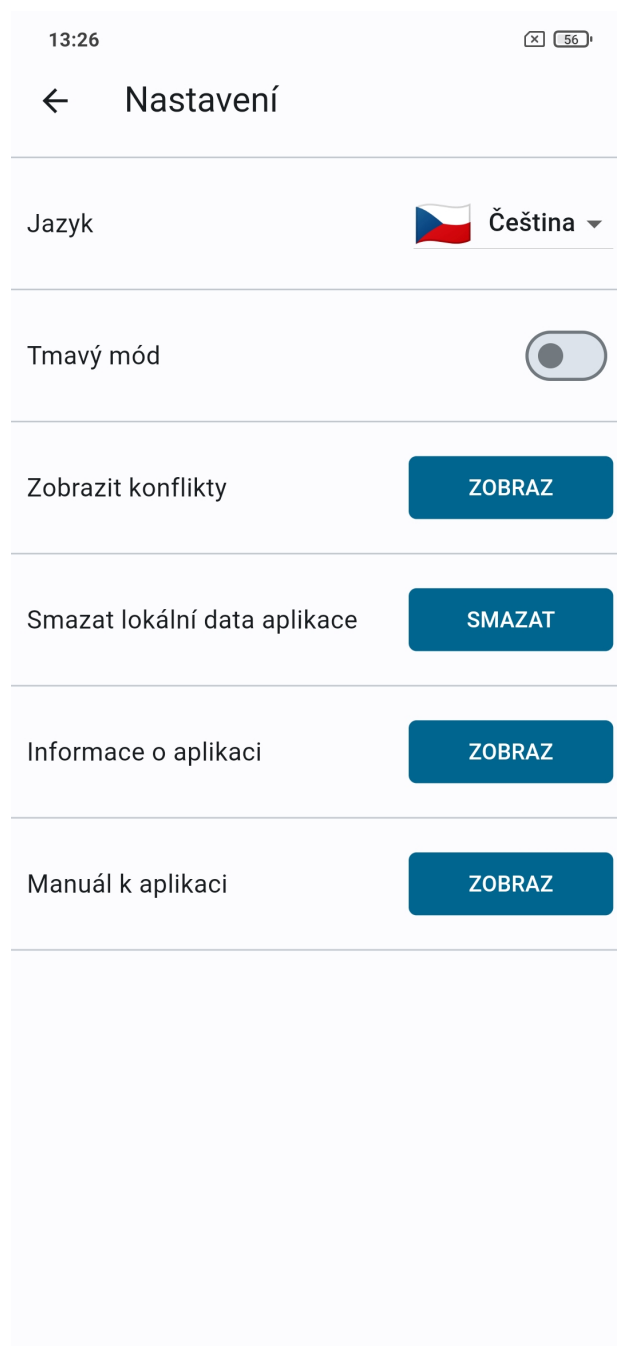 13:26
56
Nastavení
Jazyk
Čeština
Tmavý mód
Zobrazit konflikty
ZOBRAZ
Smazat lokální data aplikace
SMAZAT
Informace o aplikaci
ZOBRAZ
Manuál k aplikaci
ZOBRAZ